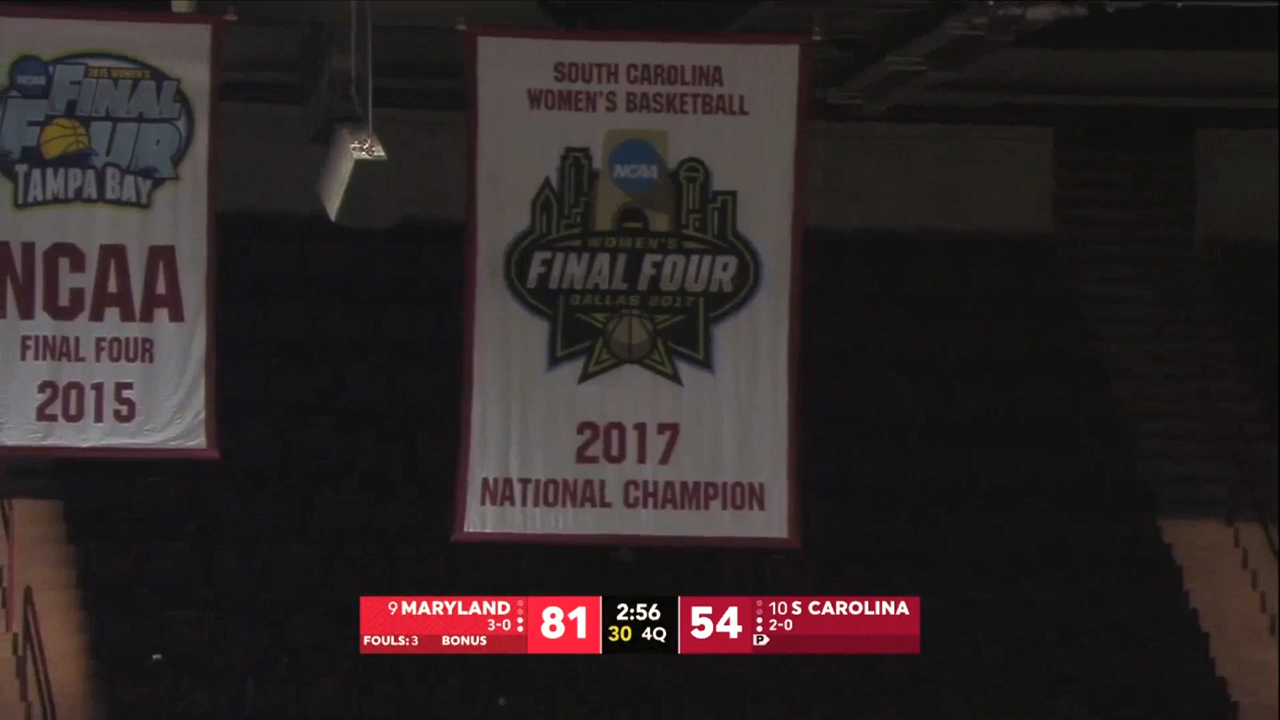 NCAA
2015 WOMEN'S
FINAL
FOUR
TAMPA BAY
NCAA
FINAL FOUR
2015
SOUTH CAROLINA
WOMEN'S BASKETBALL
NCAA
WOMEN'S
FINAL FOUR
DALLAS 2017
2017
NATIONAL CHAMPION
9 MARYLAND
3-0
FOULS: 3 BONUS
81
2:56
30 4Q
54
10 S CAROLINA
2-0
P